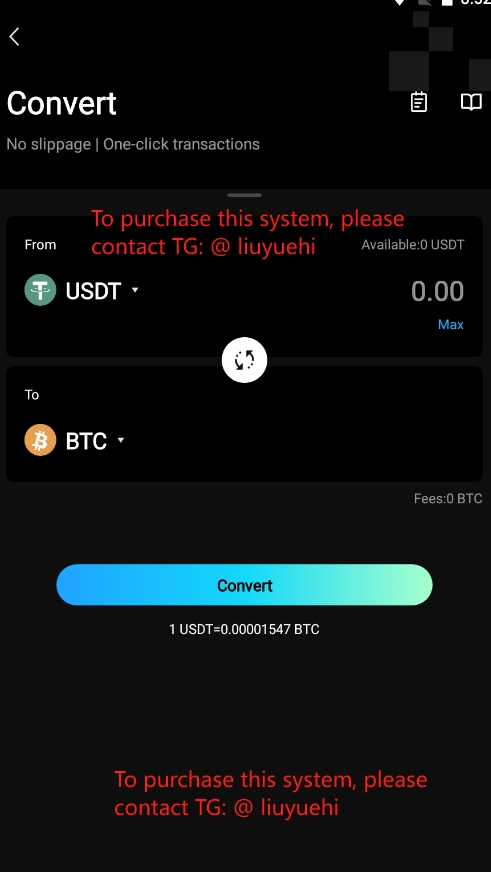 Convert
No slippage | One-click transactions
To purchase this system, please
contact TG: @ liuyuehi
From
Available:0 USDT
USDT
0.00
Max
To
BTC
Fees:0 BTC
Convert
1 USDT=0.00001547 BTC
To purchase this system, please
contact TG: @ liuyuehi